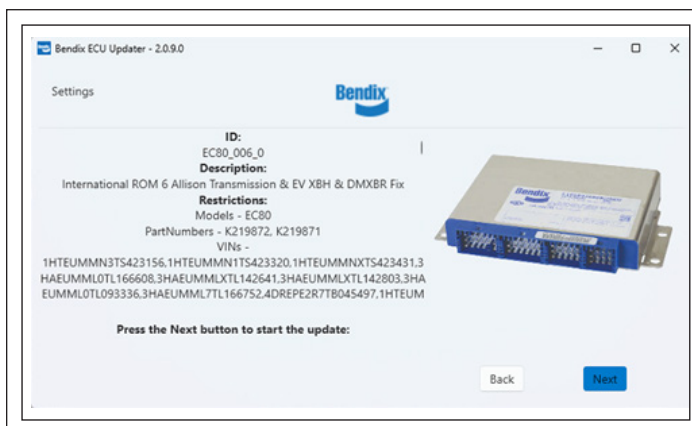 Bendix ECU Updater - 2.0.9.0
Settings
Bendix
ID:
EC80_006_0
Description:
International ROM 6 Allison Transmission & EV XBH & DMXBR Fix
Restrictions:
Models - EC80
PartNumbers - K219872, K219871
VINs -
1HTEUMMN3TS423156,1HTEUMMN1TS423320,1HTEUMMNXTS423431,3
HAEUMML0TL166608,3HAEUMMLXTL142641,3HAEUMMLXTL142803,3HA
EUMML0TL093336,3HAEUMML7TL166752,4DREPE2R7TB045497,1HTEUM
Press the Next button to start the update:
Bendix
Back
Next